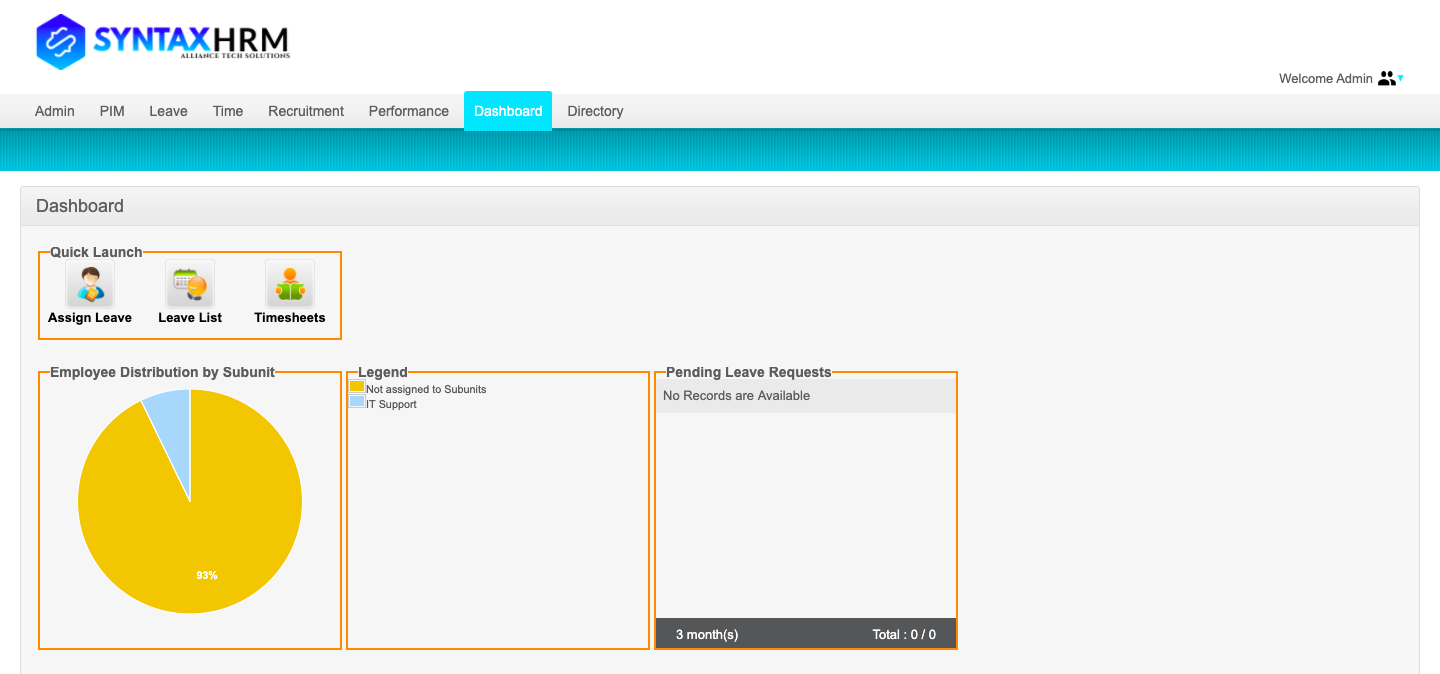 SYNTAXHRM
ALLIANCE TECH SOLUTIONS
Welcome Admin
Admin PIM Leave Time Recruitment Performance Dashboard Directory
Dashboard
Quick Launch
Assign Leave Leave List Timesheets
Employee Distribution by Subunit
93%
Legend
Not assigned to Subunits
IT Support
Pending Leave Requests
No Records are Available
3 month(s) Total : 0 / 0